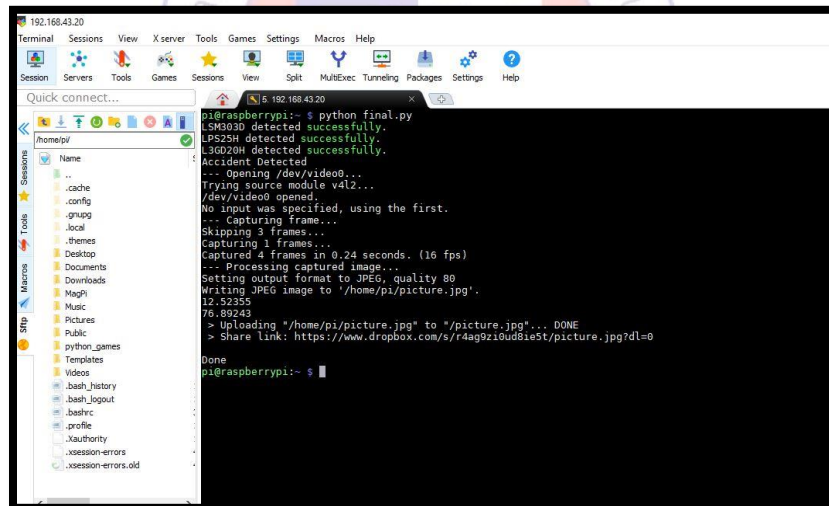 192.168.43.20
Terminal Sessions View X server Tools Games Settings Macros Help
Session Servers Tools Games Sessions View Split MultiExec Tunneling Packages Settings Help
Quick connect...
5. 192.168.43.20
/home/pi/
Name
..
.cache
.config
.gnupg
.local
.themes
Desktop
Documents
Downloads
MagPi
Music
Pictures
Public
python_games
Templates
Videos
.bash_history
.bash_logout
.bashrc
.profile
.Xauthority
.xsession-errors
.xsession-errors.old
Sessions
Tools
Macros
Sftp
pi@raspberrypi:~ $ python final.py
LSM303D detected successfully.
LPS25H detected successfully.
L3GD20H detected successfully.
Accident Detected
--- Opening /dev/video0...
Trying source module v4l2...
/dev/video0 opened.
No input was specified, using the first.
--- Capturing frame...
Skipping 3 frames...
Capturing 1 frames...
Captured 4 frames in 0.24 seconds. (16 fps)
--- Processing captured image...
Setting output format to JPEG, quality 80
Writing JPEG image to '/home/pi/picture.jpg'.
12.52355
76.89243
> Uploading "/home/pi/picture.jpg" to "/picture.jpg"... DONE
> Share link: https://www.dropbox.com/s/r4ag9zi0ud8ie5t/picture.jpg?dl=0
Done
pi@raspberrypi:~ $